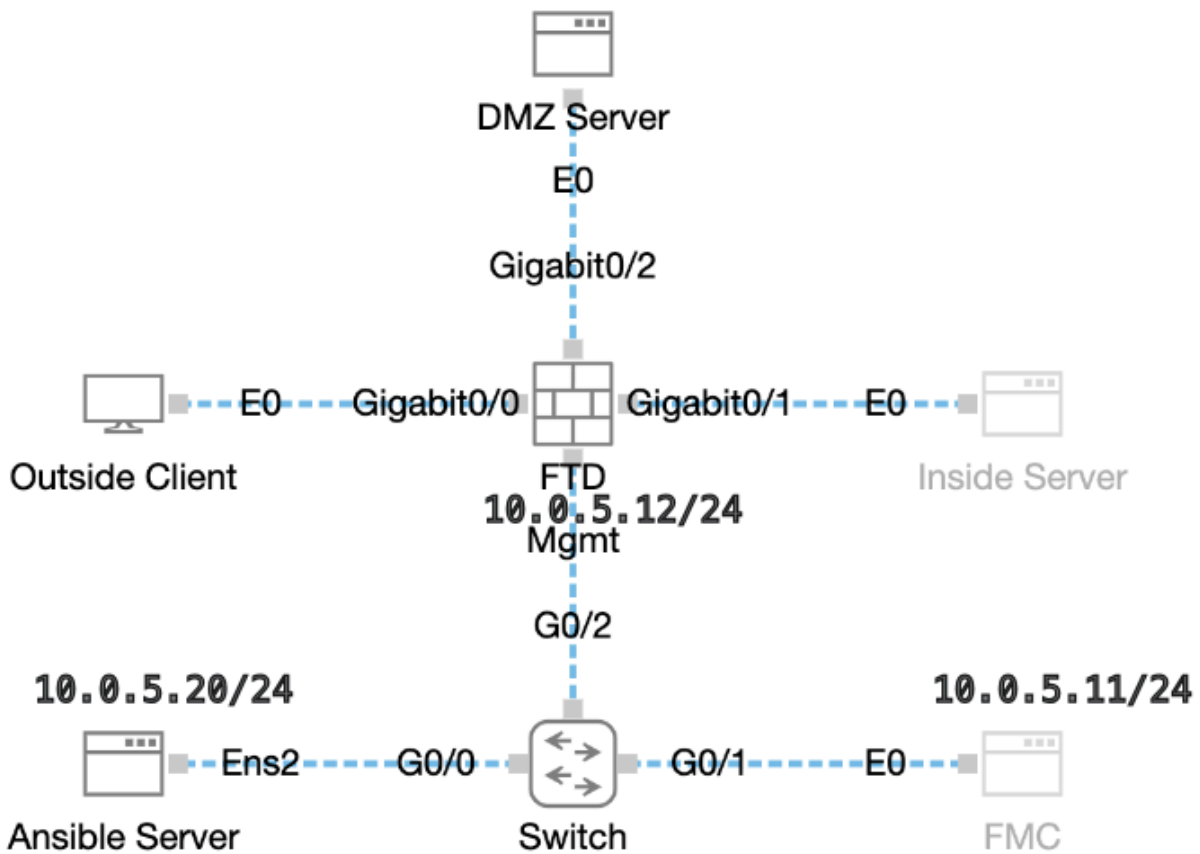 DMZ Server
E0
Gigabit0/2
E0 Gigabit0/0 Gigabit0/1 E0
Outside Client FTD Inside Server
10.0.5.12/24
Mgmt
G0/2
10.0.5.20/24 10.0.5.11/24
Ens2 G0/0 G0/1 E0
Ansible Server Switch FMC